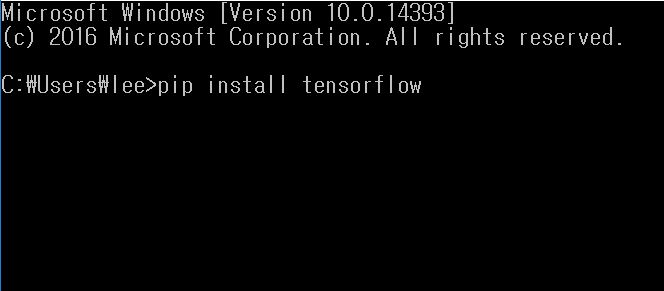 Microsoft Windows [Version 10.0.14393]
(c) 2016 Microsoft Corporation. All rights reserved.
C:₩Users₩lee>pip install tensorflow